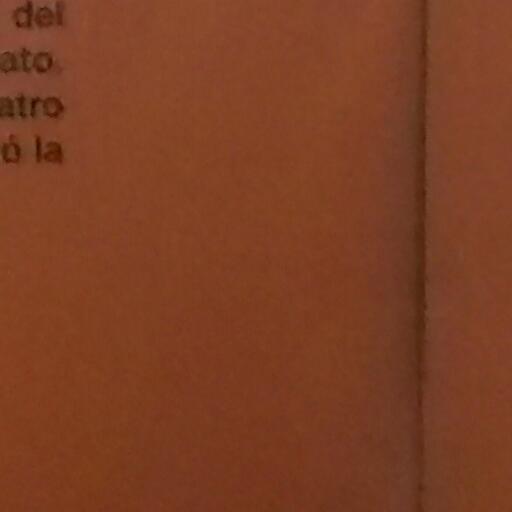 del
ato.
atro
ó la